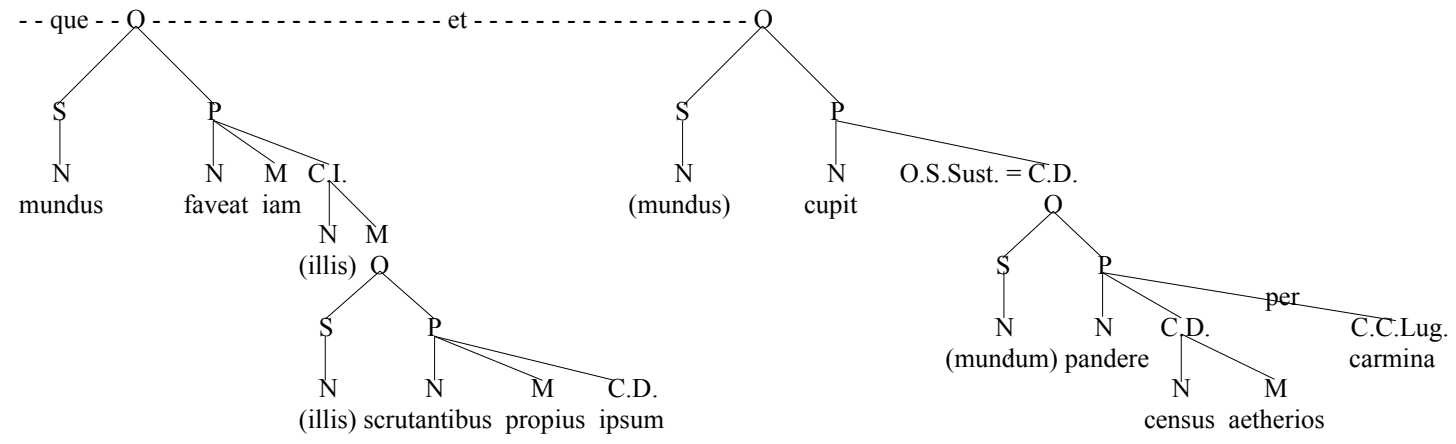 - - que - - O - - - - - - - - - - - - - - - - - - - - - et - - - - - - - - - - - - - - - - - - - O
S P S P
N N M C.I. N N O.S.Sust. = C.D.
mundus faveat iam (mundus) cupit O
N M
(illis) O S P per
S P N N C.D. C.C.Lug.
(mundum) pandere carmina
N N M C.D. N M
(illis) scrutantibus propius ipsum census aetherios